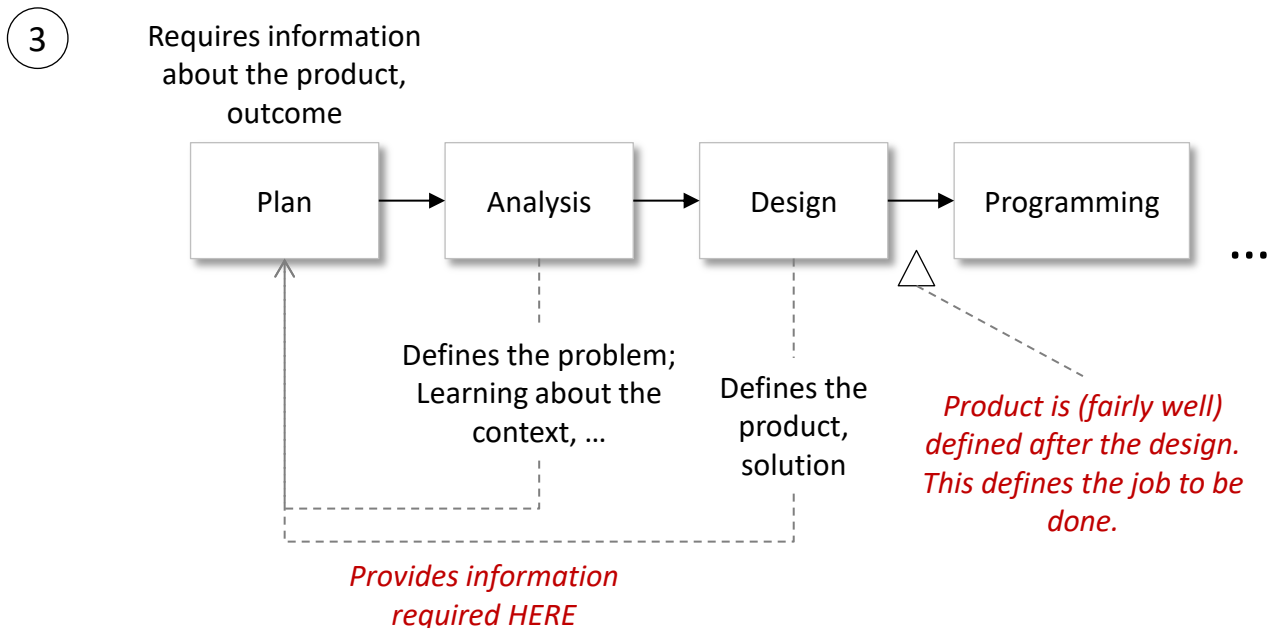 3
Requires information
about the product,
outcome
Plan
Analysis
Design
Programming
...
Defines the problem;
Learning about the
context, ...
Defines the
product,
solution
Product is (fairly well)
defined after the design.
This defines the job to be
done.
Provides information
required HERE